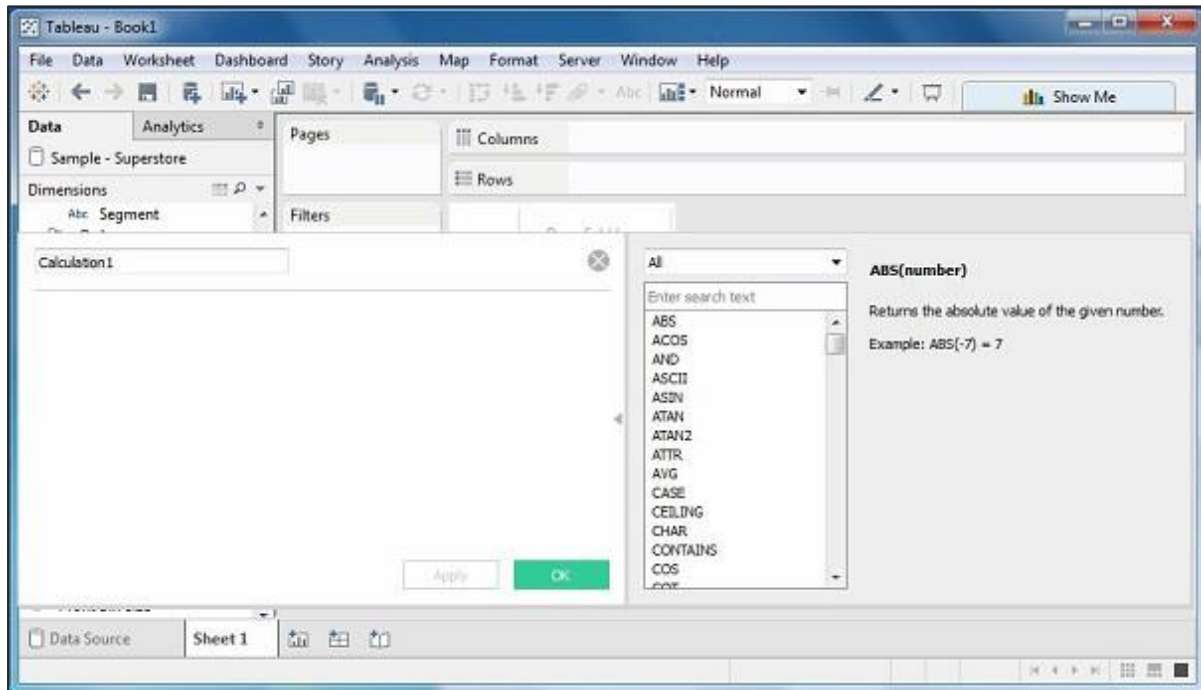 Tableau - Book1
File Data Worksheet Dashboard Story Analysis Map Format Server Window Help
Abc Normal Show Me
Data Analytics
Sample - Superstore
Dimensions
Abc Segment
Pages
Columns
Rows
Filters
Calculation1
All
Enter search text
ABS
ACOS
AND
ASCII
ASIN
ATAN
ATAN2
ATTR
AVG
CASE
CEILING
CHAR
CONTAINS
COS
COT
ABS(number)
Returns the absolute value of the given number.
Example: ABS(-7) = 7
Apply OK
Data Source Sheet 1